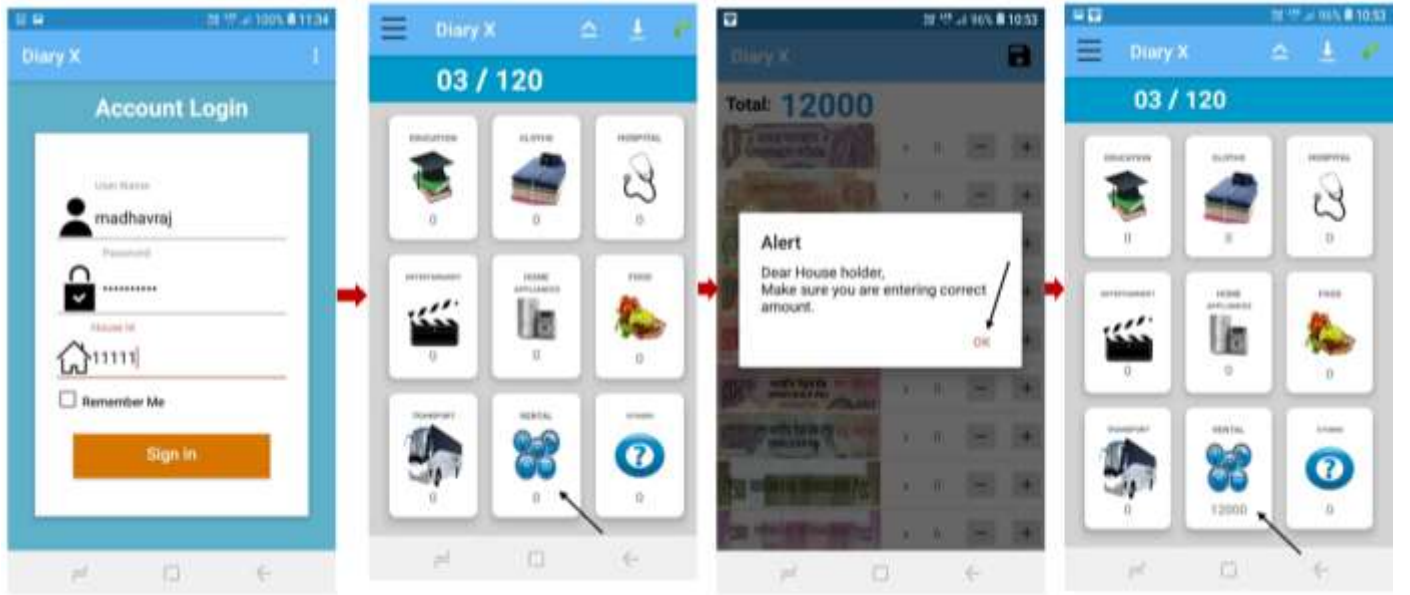 100% 11:34
Diary X
Account Login
User Name
madhavraj
Password
House Id
11111
Remember Me
Sign in
Diary X
03 / 120
EDUCATION
CLOTHS
HOSPITAL
0
0
0
ENTERTAINMENT
HOME
APPLIANCES
FOOD
0
0
0
TRANSPORT
RENTAL
OTHERS
0
0
0
96% 10:53
Diary X
Total: 12000
Alert
Dear House holder,
Make sure you are entering correct
amount.
OK
10:53
Diary X
03 / 120
EDUCATION
CLOTHS
HOSPITAL
0
0
0
ENTERTAINMENT
HOME
APPLIANCES
FOOD
0
0
0
TRANSPORT
RENTAL
OTHERS
0
12000
0